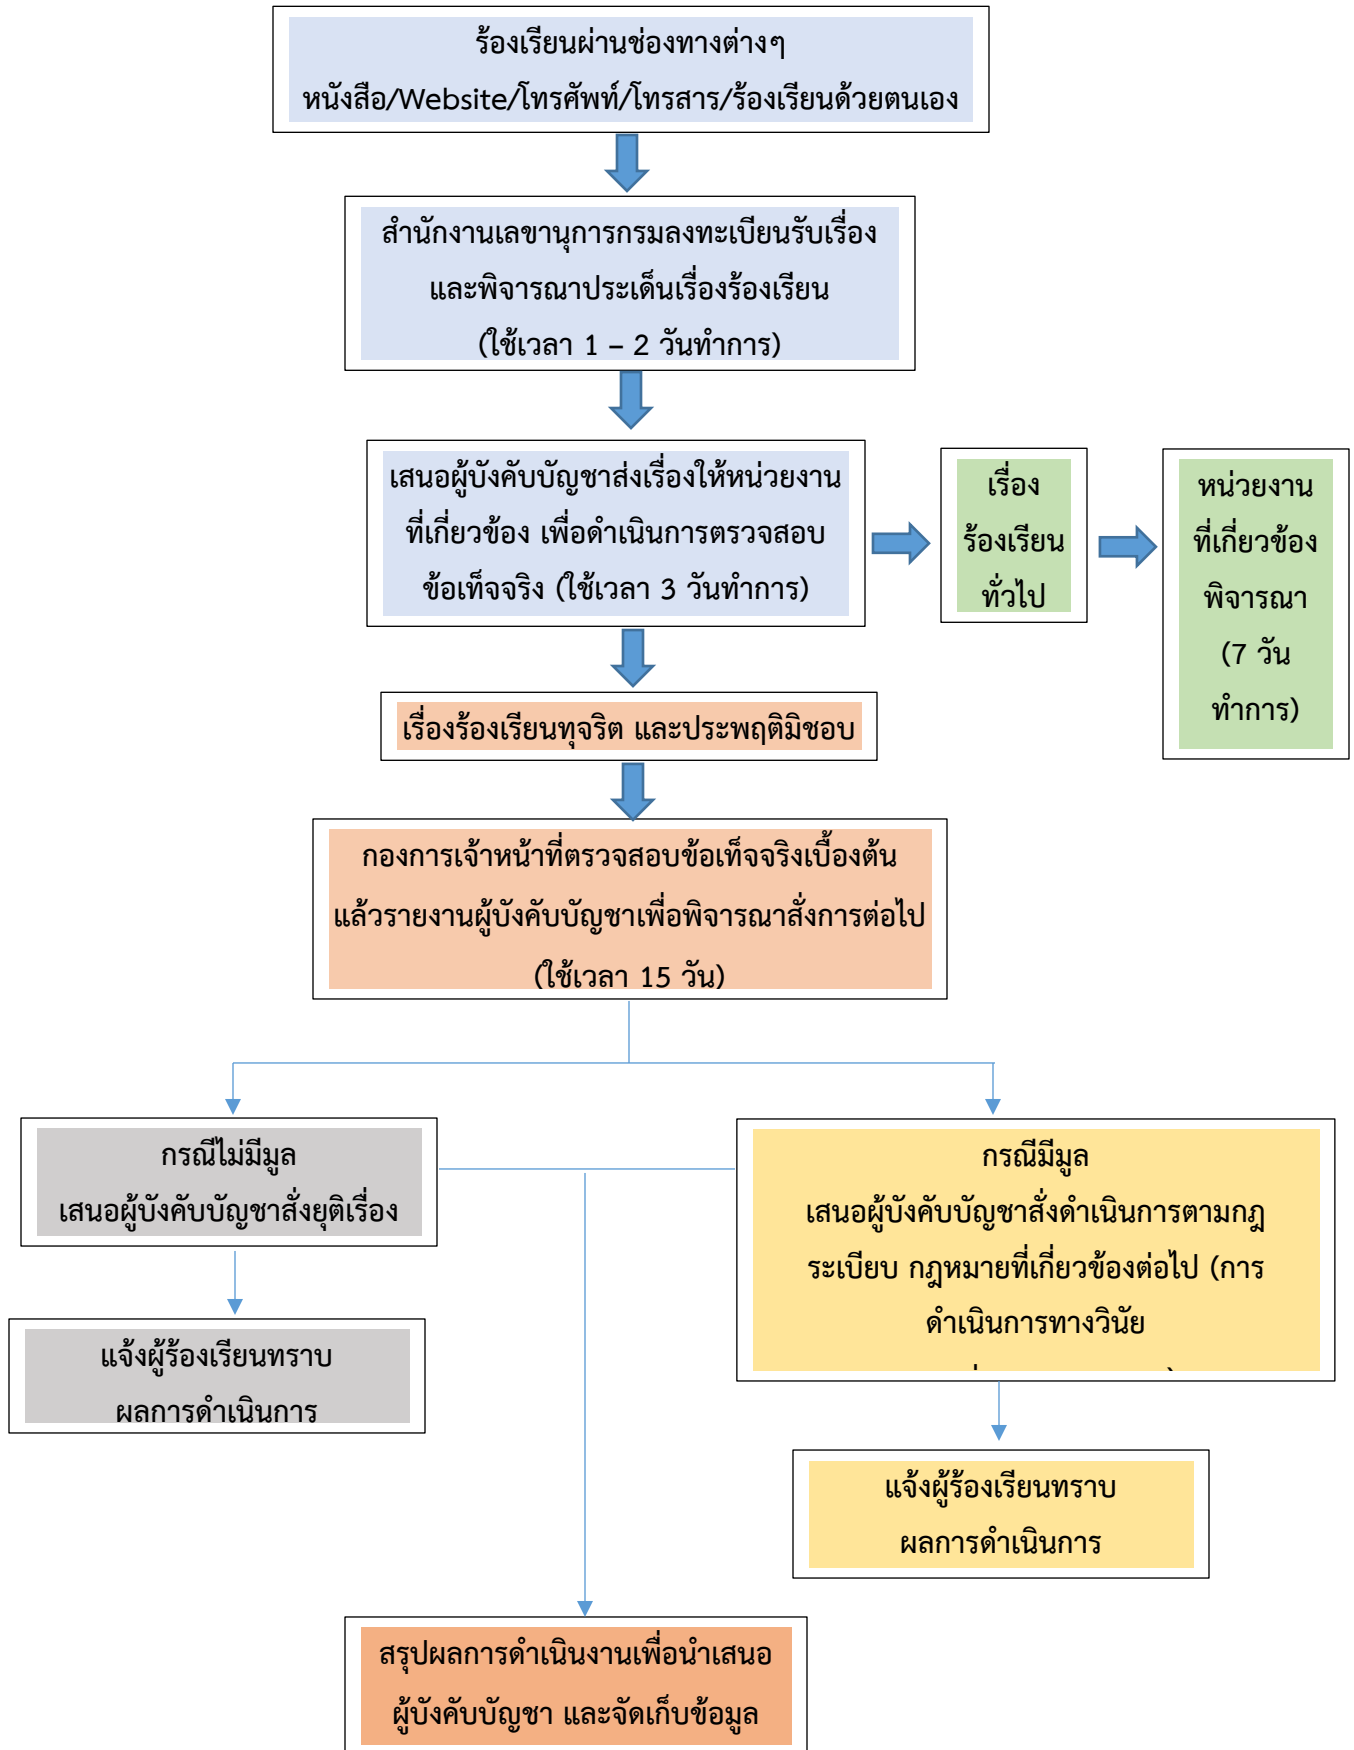 ร้องเรียนผ่านช่องทางต่างๆ
หนังสือ/Website/โทรศัพท์/โทรสาร/ร้องเรียนด้วยตนเอง
สำนักงานเลขานุการกรมลงทะเบียนรับเรื่อง
และพิจารณาประเด็นเรื่องร้องเรียน
(ใช้เวลา 1 – 2 วันทำการ)
เสนอผู้บังคับบัญชาส่งเรื่องให้หน่วยงาน
ที่เกี่ยวข้อง เพื่อดำเนินการตรวจสอบ
ข้อเท็จจริง (ใช้เวลา 3 วันทำการ)
เรื่อง
ร้องเรียน
ทั่วไป
หน่วยงาน
ที่เกี่ยวข้อง
พิจารณา
(7 วัน
ทำการ)
เรื่องร้องเรียนทุจริต และประพฤติมิชอบ
กองการเจ้าหน้าที่ตรวจสอบข้อเท็จจริงเบื้องต้น
แล้วรายงานผู้บังคับบัญชาเพื่อพิจารณาสั่งการต่อไป
(ใช้เวลา 15 วัน)
กรณีไม่มีมูล
เสนอผู้บังคับบัญชาสั่งยุติเรื่อง
แจ้งผู้ร้องเรียนทราบ
ผลการดำเนินการ
กรณีมีมูล
เสนอผู้บังคับบัญชาสั่งดำเนินการตามกฎ
ระเบียบ กฎหมายที่เกี่ยวข้องต่อไป (การ
ดำเนินการทางวินัย
แจ้งผู้ร้องเรียนทราบ
ผลการดำเนินการ
สรุปผลการดำเนินงานเพื่อนำเสนอ
ผู้บังคับบัญชา และจัดเก็บข้อมูล